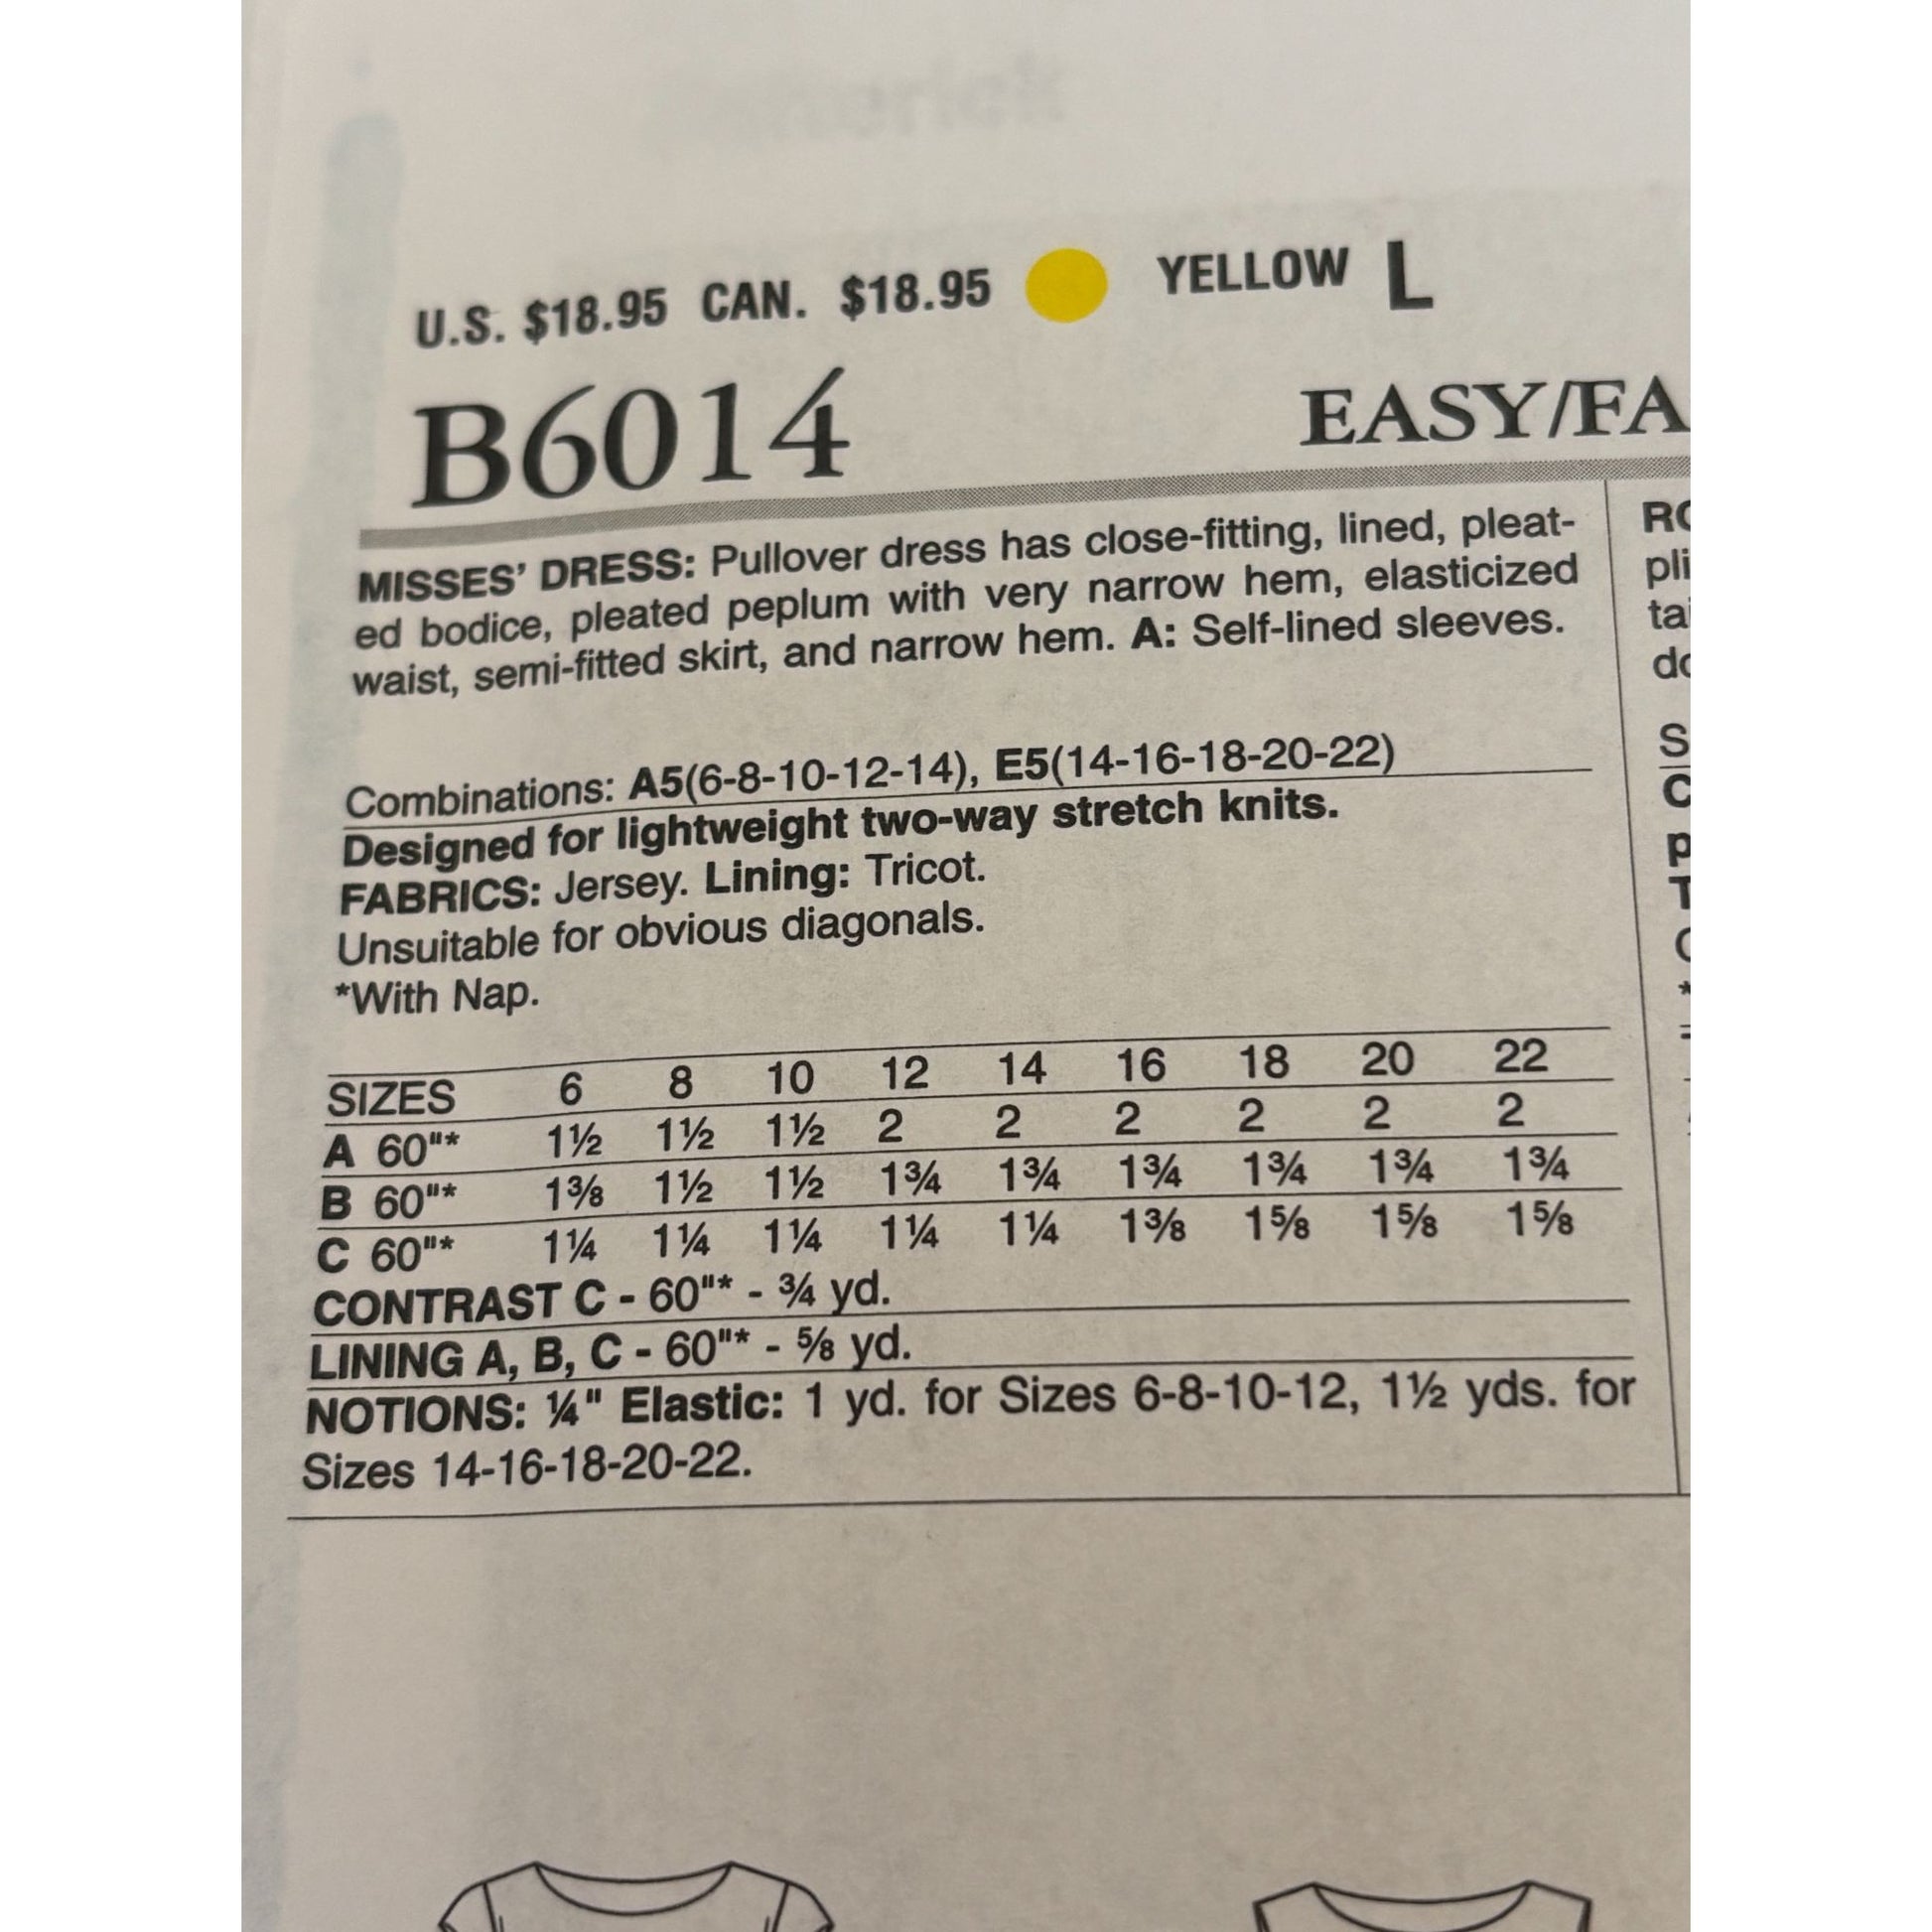 U.S. $18.95 CAN. $18.95 YELLOW L
B6014 EASY/FA
MISSES' DRESS: Pullover dress has close-fitting, lined, pleat-
ed bodice, pleated peplum with very narrow hem, elasticized
waist, semi-fitted skirt, and narrow hem. A: Self-lined sleeves.
Combinations: A5(6-8-10-12-14), E5(14-16-18-20-22)
Designed for lightweight two-way stretch knits.
FABRICS: Jersey. Lining: Tricot.
Unsuitable for obvious diagonals.
*With Nap.
SIZES 6 8 10 12 14 16 18 20 22
A 60"* 1½ 1½ 1½ 2 2 2 2 2 2
B 60"* 1⅜ 1½ 1½ 1¾ 1¾ 1¾ 1¾ 1¾ 1¾
C 60"* 1¼ 1¼ 1¼ 1¼ 1¼ 1⅜ 1⅝ 1⅝ 1⅝
CONTRAST C - 60"* - ¾ yd.
LINING A, B, C - 60"* - ⅝ yd.
NOTIONS: ¼" Elastic: 1 yd. for Sizes 6-8-10-12, 1½ yds. for
Sizes 14-16-18-20-22.